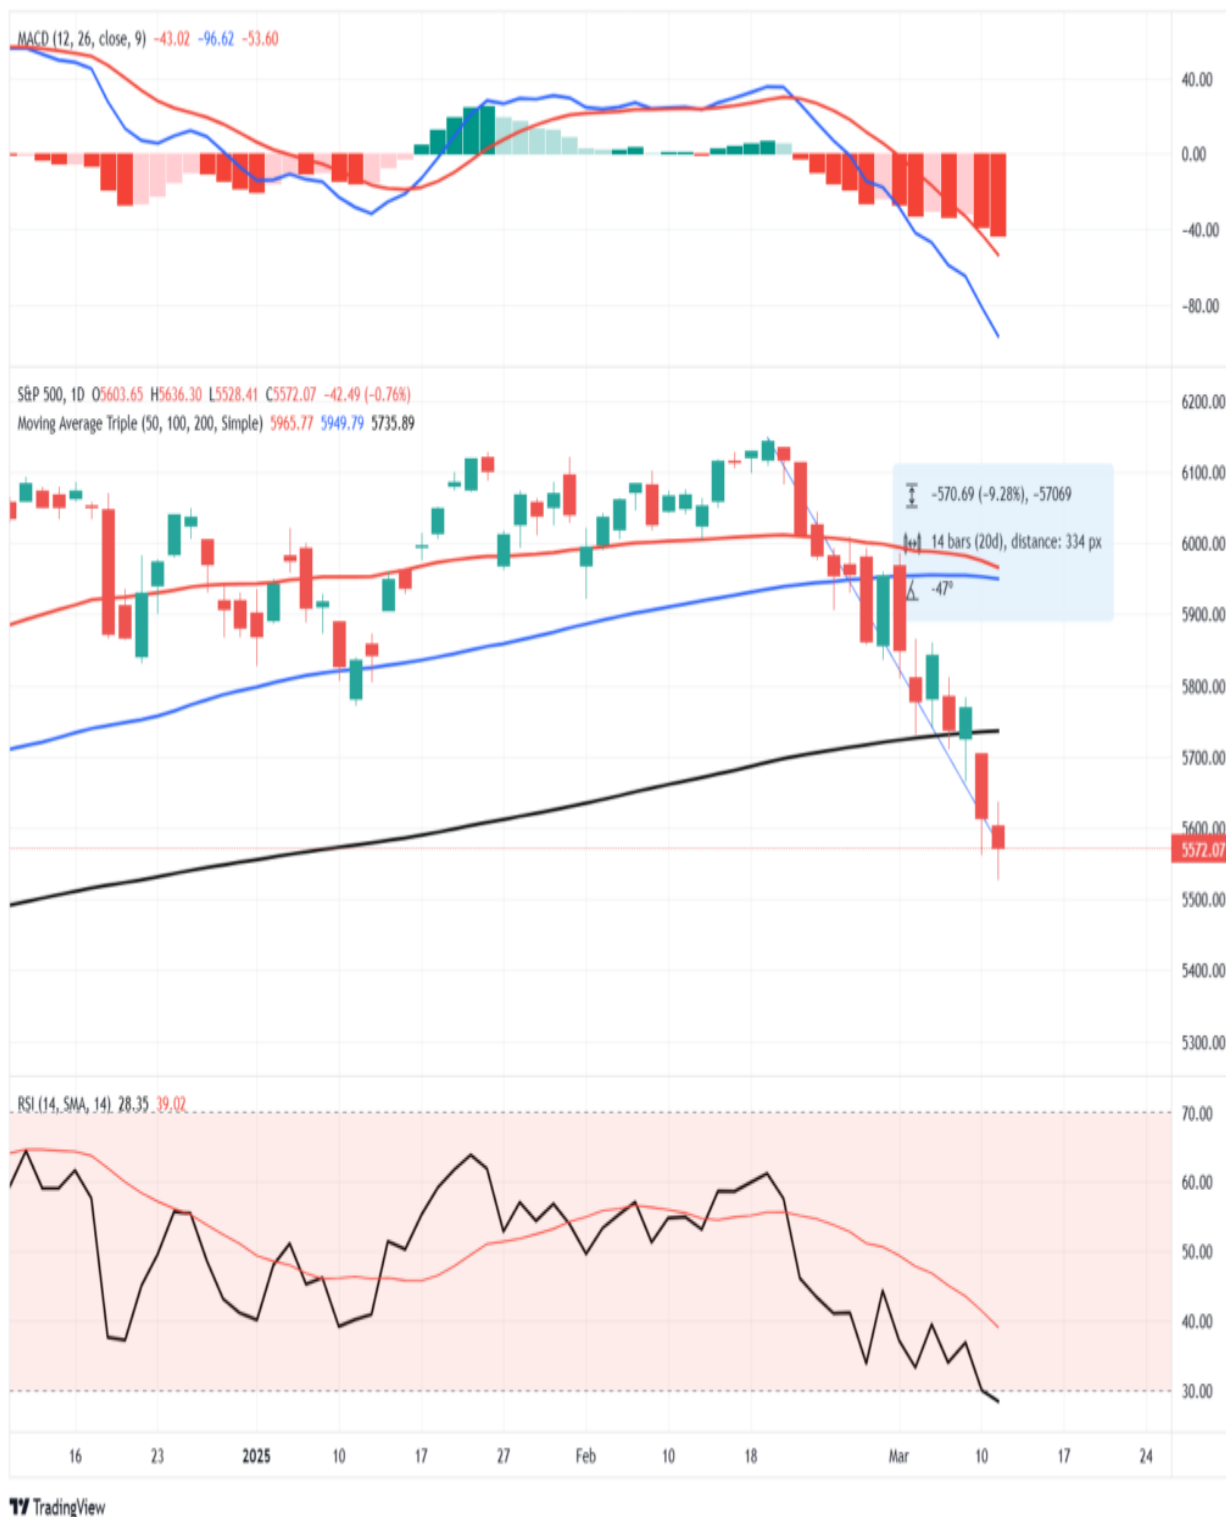 MACD (12, 26, close, 9) −43.02 −96.62 −53.60
40.00
0.00
−40.00
−80.00
S&P 500, 1D O5603.65 H5636.30 L5528.41 C5572.07 −42.49 (−0.76%)
Moving Average Triple (50, 100, 200, Simple) 5965.77 5949.79 5735.89
6200.00
6100.00
−570.69 (−9.28%), −57069
6000.00
14 bars (20d), distance: 334 px
−47°
5900.00
5800.00
5700.00
5600.00
5572.07
5500.00
5400.00
5300.00
RSI (14, SMA, 14) 28.35 39.02
70.00
60.00
50.00
40.00
30.00
16 23 2025 10 17 27 Feb 10 18 Mar 10 17 24
TradingView